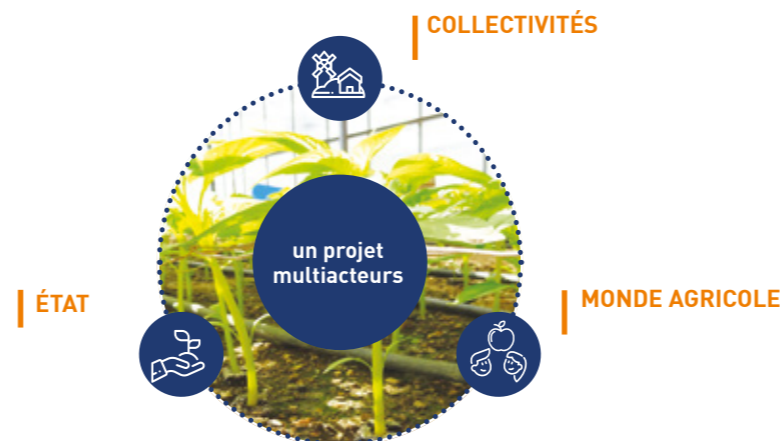 COLLECTIVITÉS
un projet
multiacteurs
ÉTAT
MONDE AGRICOLE